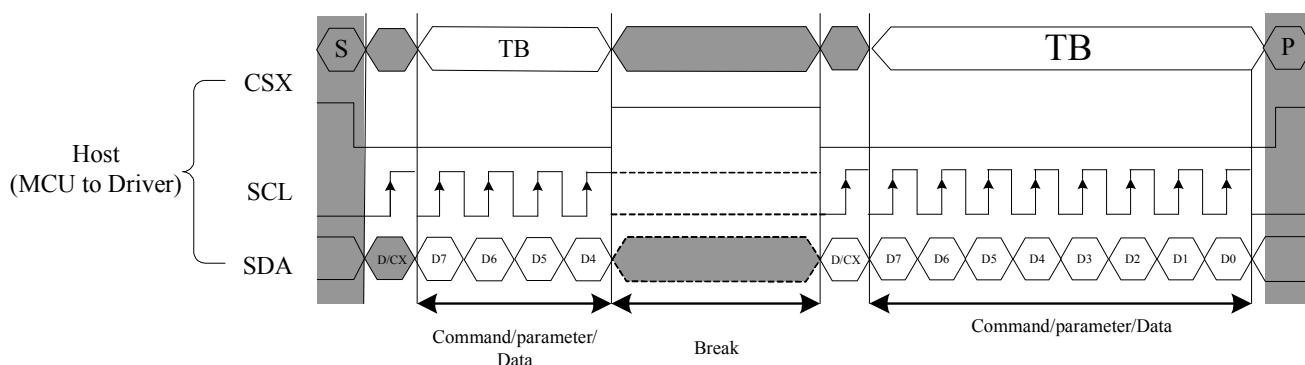 S TB TB P
CSX
Host
(MCU to Driver)
SCL
SDA
D/CX D7 D6 D5 D4 D/CX D7 D6 D5 D4 D3 D2 D1 D0
Command/parameter/
Data
Break
Command/parameter/Data